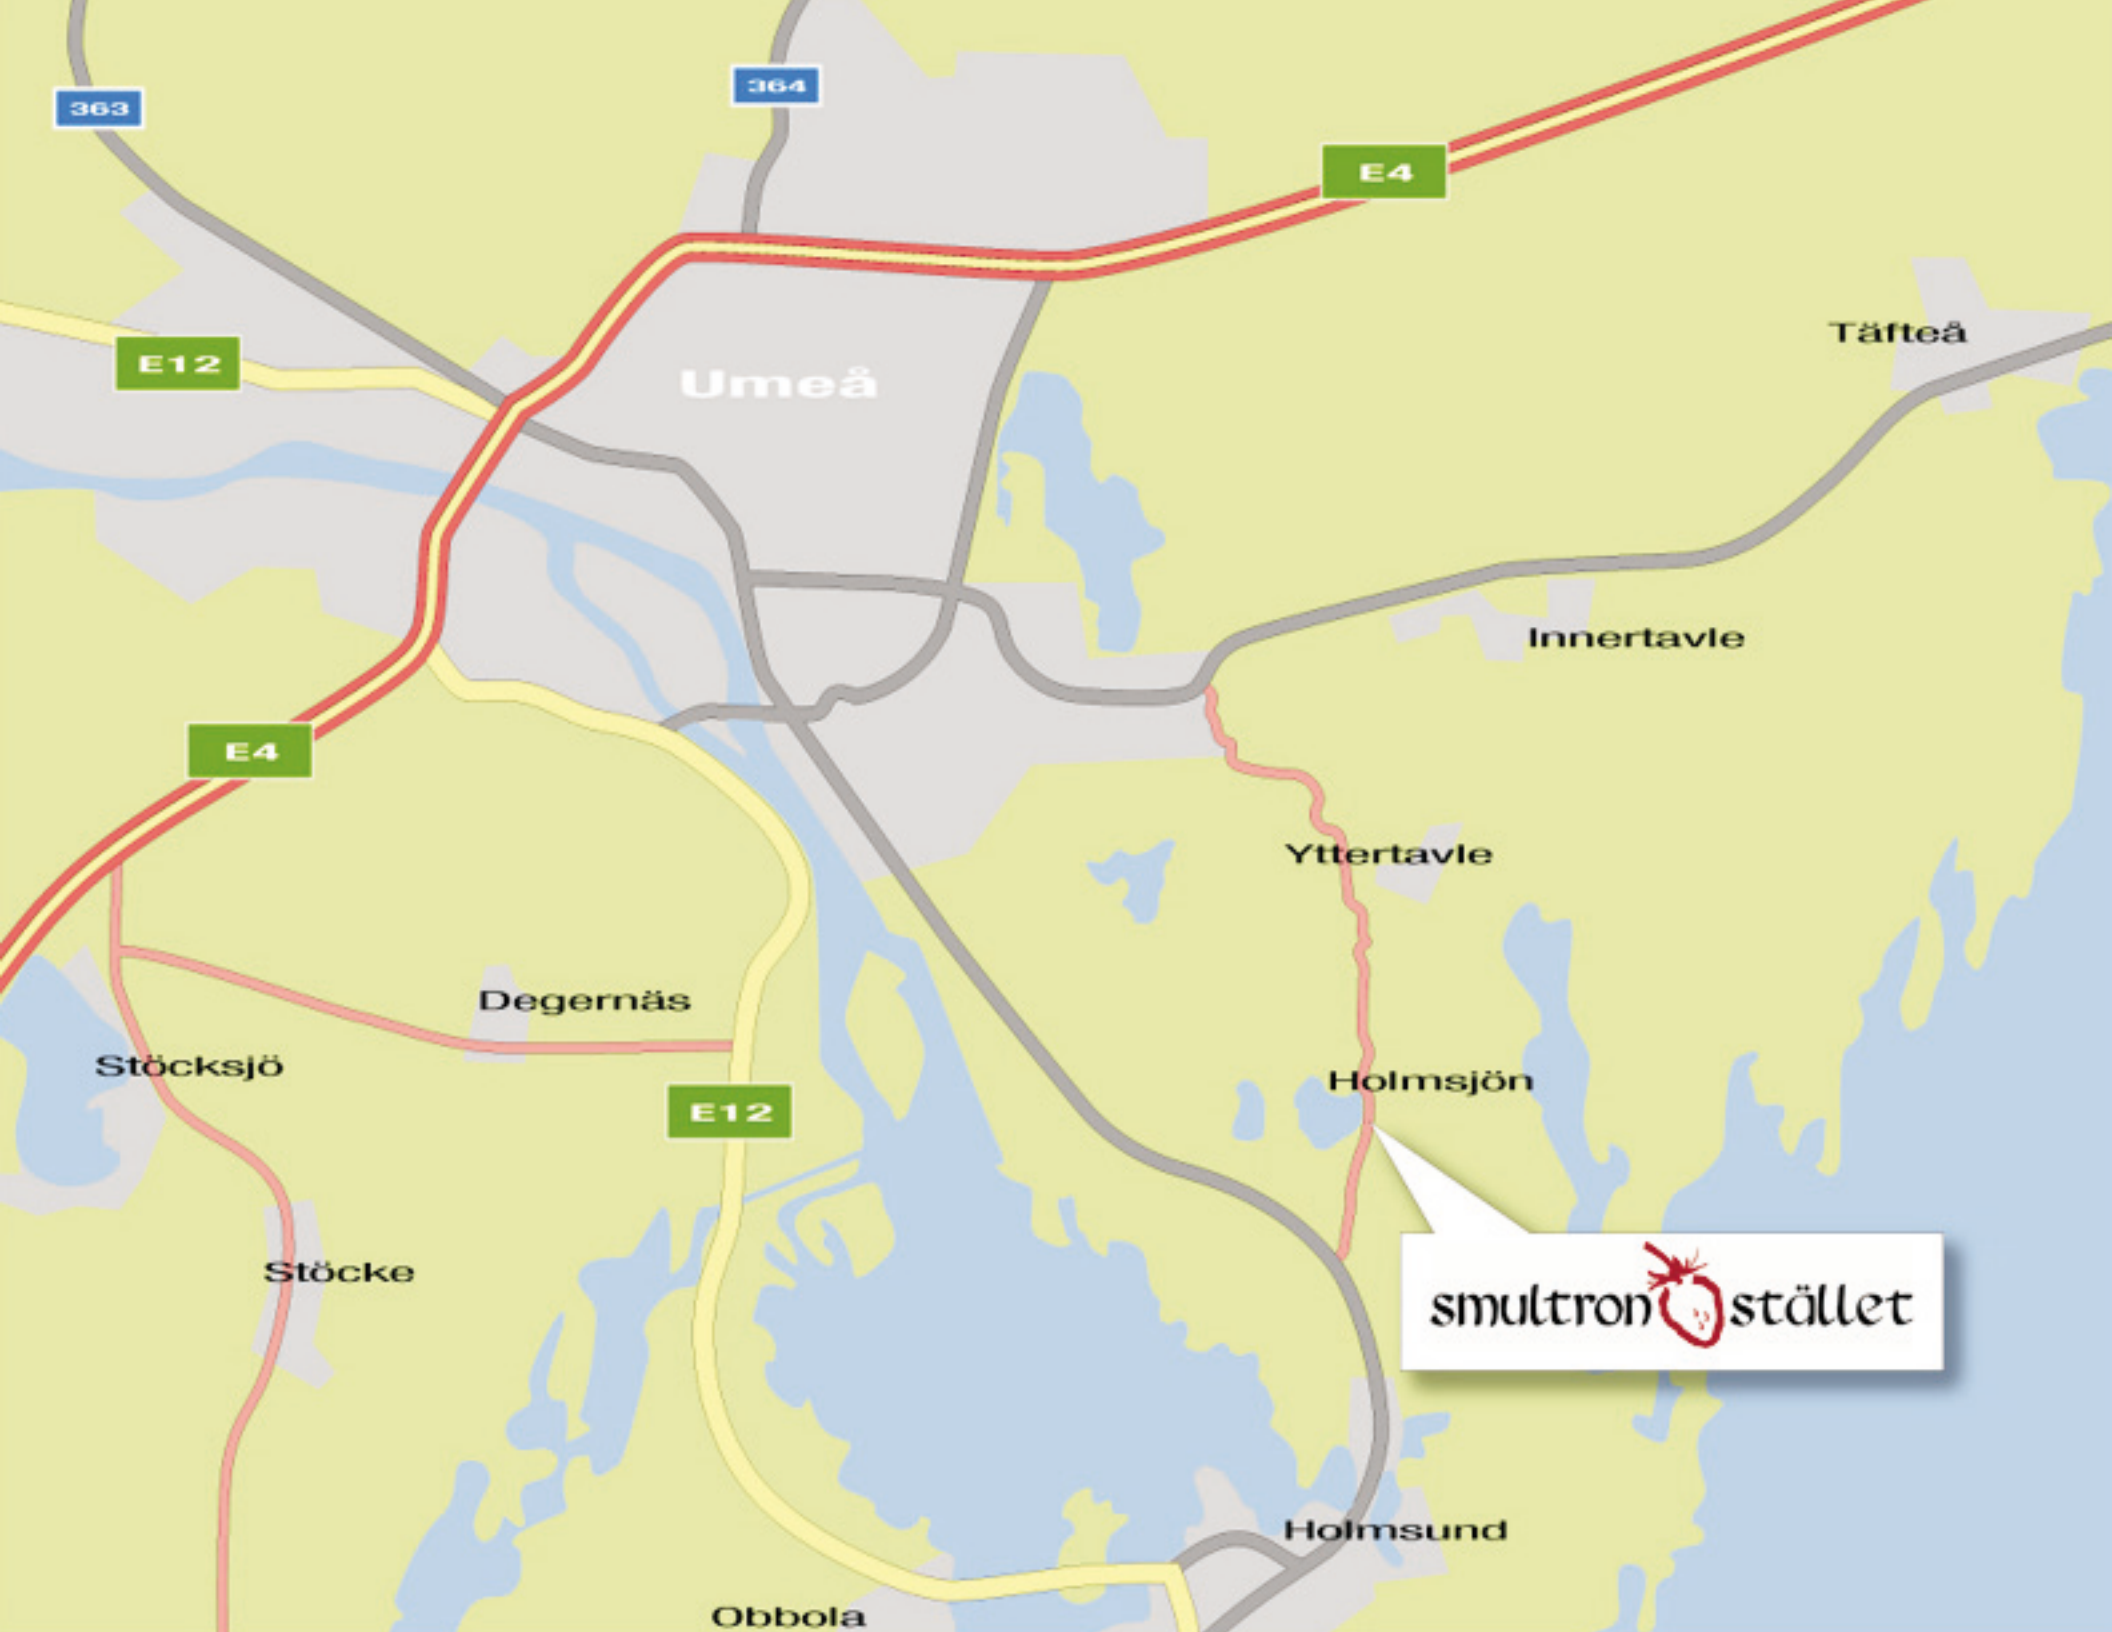 364
363
E4
Täfteå
E12
Umeå
Innertavle
E4
Yttertavle
Degernäs
Stöcksjö
Holmsjön
E12
Stöcke
smultronstället
Holmsund
Obbola